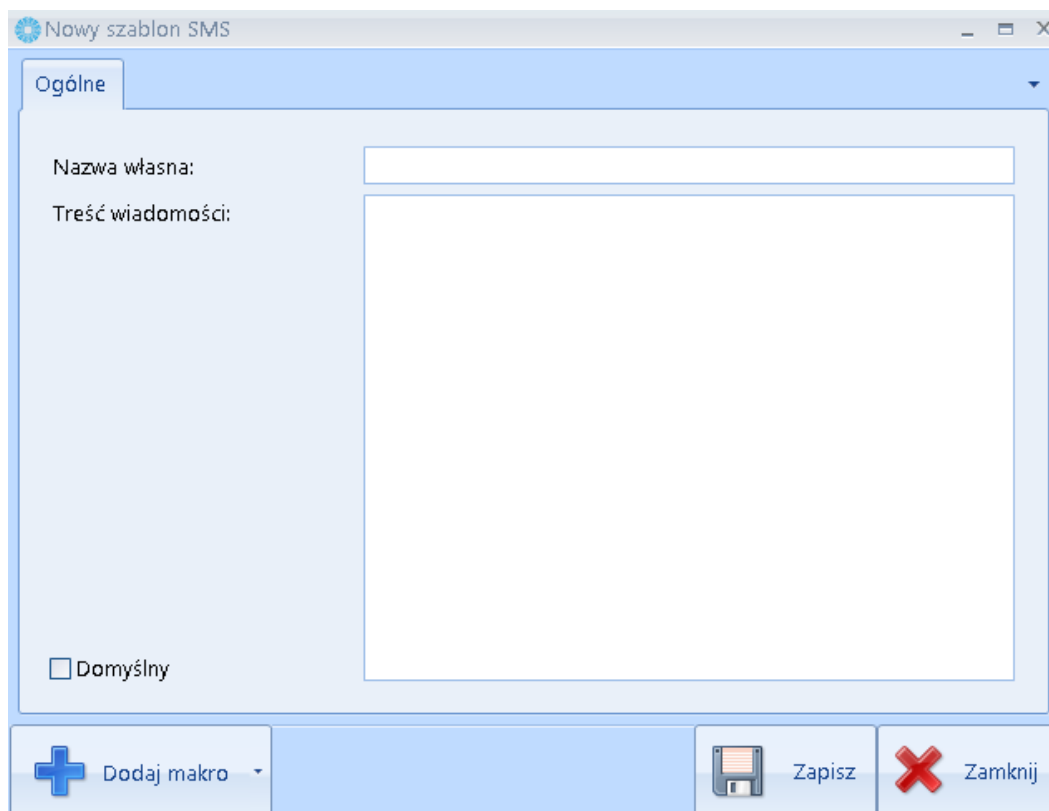 Nowy szablon SMS
Ogólne
Nazwa własna:
Treść wiadomości:
Domyślny
Dodaj makro
Zapisz
Zamknij